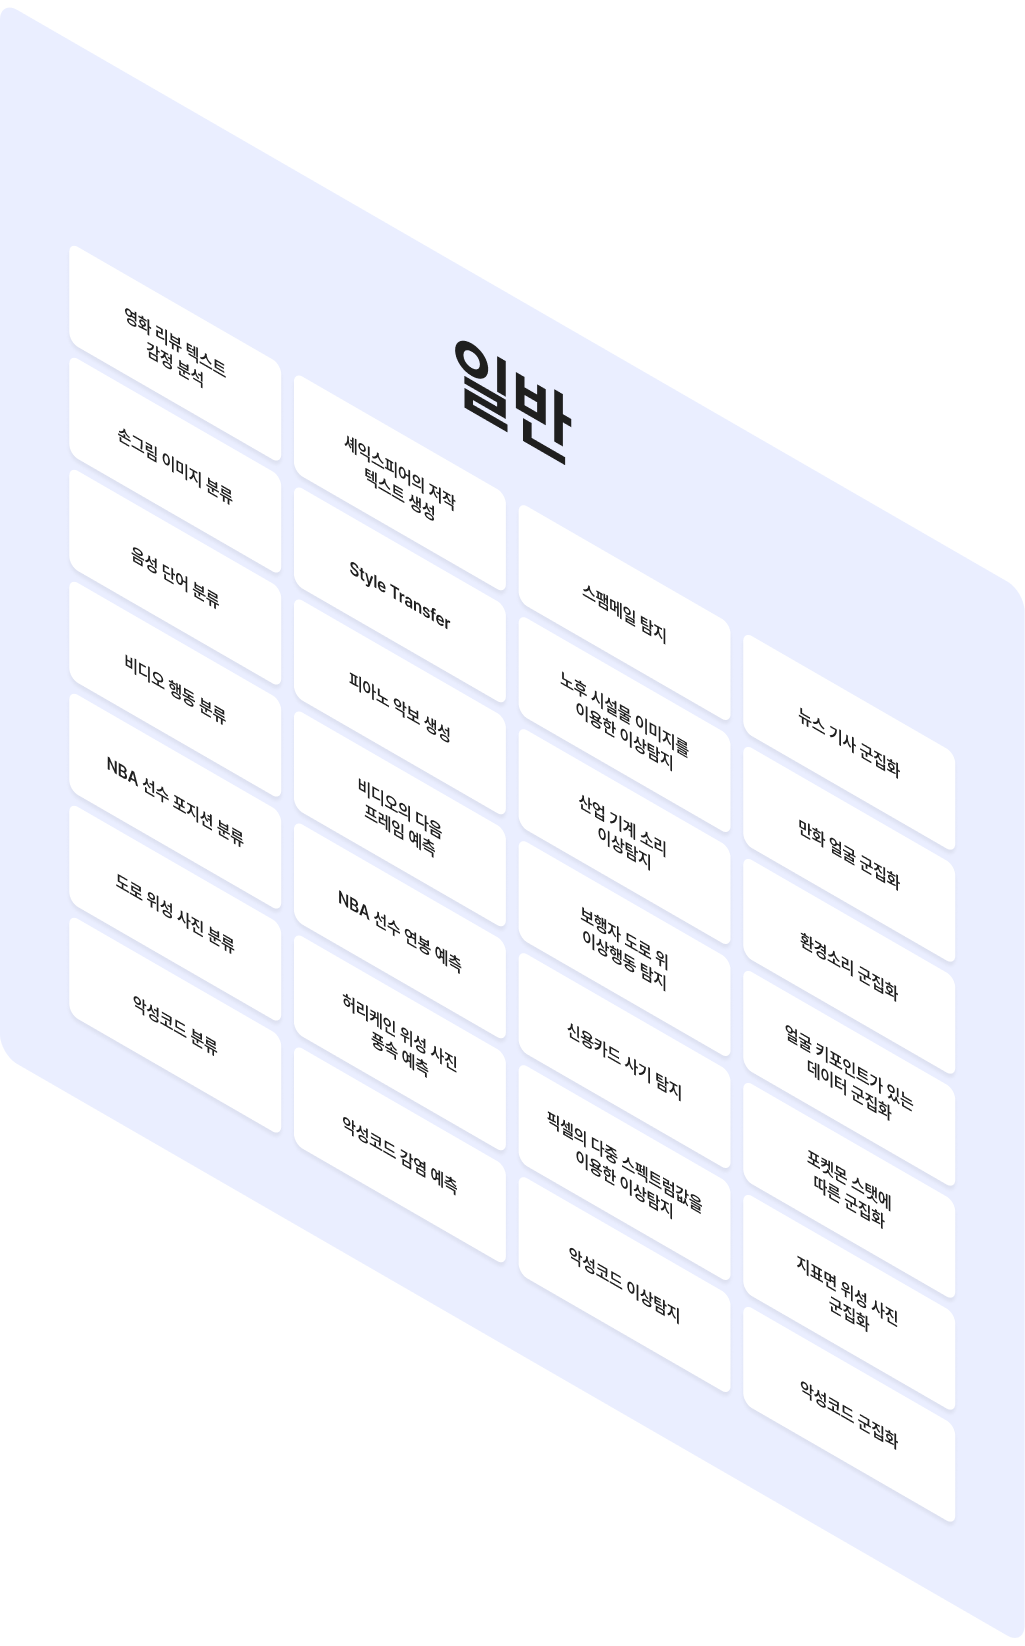 일반
영화 리뷰 텍스트
감정 분석
손그림 이미지 분류
음성 단어 분류
비디오 행동 분류
NBA 선수 포지션 분류
도로 위성 사진 분류
악성코드 분류
셰익스피어의 저작
텍스트 생성
Style Transfer
피아노 악보 생성
비디오의 다음
프레임 예측
NBA 선수 연봉 예측
허리케인 위성 사진
풍속 예측
악성코드 감염 예측
스팸메일 탐지
노후 시설물 이미지를
이용한 이상탐지
산업 기계 소리
이상탐지
보행자 도로 위
이상행동 탐지
신용카드 사기 탐지
픽셀의 다중 스펙트럼값을
이용한 이상탐지
악성코드 이상탐지
뉴스 기사 군집화
만화 얼굴 군집화
환경소리 군집화
얼굴 키포인트가 있는
데이터 군집화
포켓몬 스탯에
따른 군집화
지표면 위성 사진
군집화
악성코드 군집화